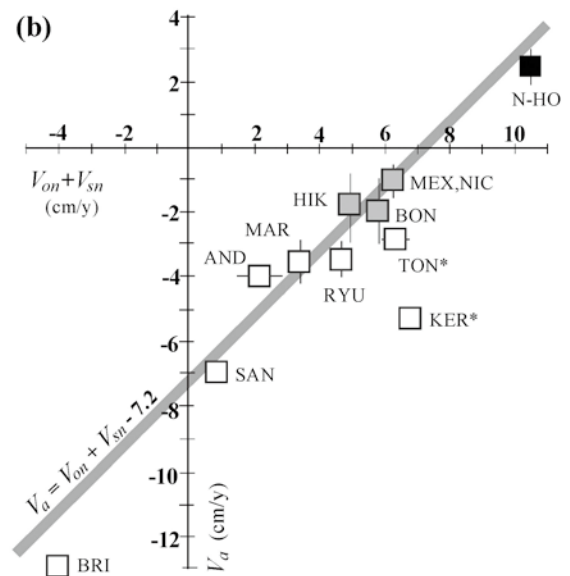 (b)
4
2
N-HO
-4
-2
2
4
6
8
10
Von+Vsn
(cm/y)
HIK
MEX,NIC
-2
BON
MAR
TON*
AND
-4
RYU
KER*
-6
SAN
-8
Va = Von + Vsn - 7.2
-10
-12
Va (cm/y)
BRI